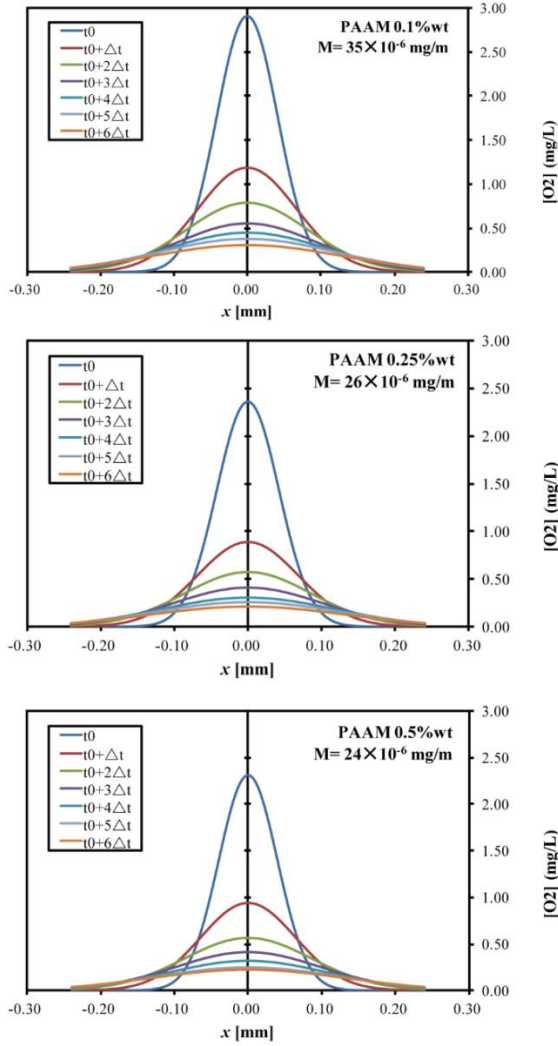 PAAM 0.1%wt
M= 35×10⁻⁶ mg/m
t0
t0+△t
t0+2△t
t0+3△t
t0+4△t
t0+5△t
t0+6△t
3.00
2.50
2.00
1.50
1.00
0.50
0.00
[O2] (mg/L)
-0.30 -0.20 -0.10 0.00 0.10 0.20 0.30
x [mm]
PAAM 0.25%wt
M= 26×10⁻⁶ mg/m
t0
t0+△t
t0+2△t
t0+3△t
t0+4△t
t0+5△t
t0+6△t
3.00
2.50
2.00
1.50
1.00
0.50
0.00
[O2] (mg/L)
-0.30 -0.20 -0.10 0.00 0.10 0.20 0.30
x [mm]
PAAM 0.5%wt
M= 24×10⁻⁶ mg/m
t0
t0+△t
t0+2△t
t0+3△t
t0+4△t
t0+5△t
t0+6△t
3.00
2.50
2.00
1.50
1.00
0.50
0.00
[O2] (mg/L)
-0.30 -0.20 -0.10 0.00 0.10 0.20 0.30
x [mm]